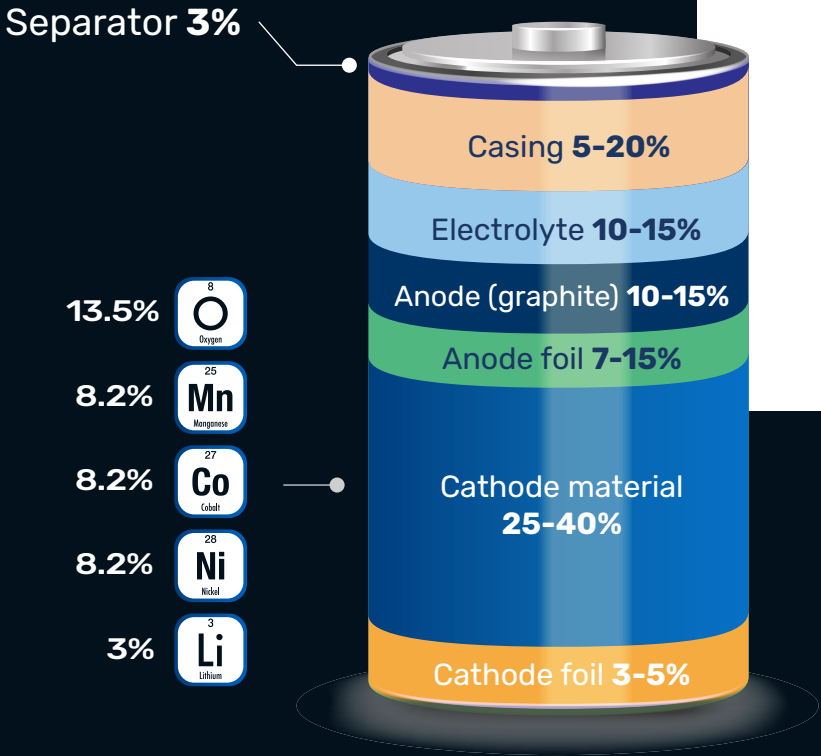 Separator 3%
Casing 5-20%
Electrolyte 10-15%
Anode (graphite) 10-15%
Anode foil 7-15%
Cathode material
25-40%
Cathode foil 3-5%
13.5%
8
O
Oxygen
8.2%
25
Mn
Manganese
8.2%
27
Co
Cobalt
8.2%
28
Ni
Nickel
3%
3
Li
Lithium